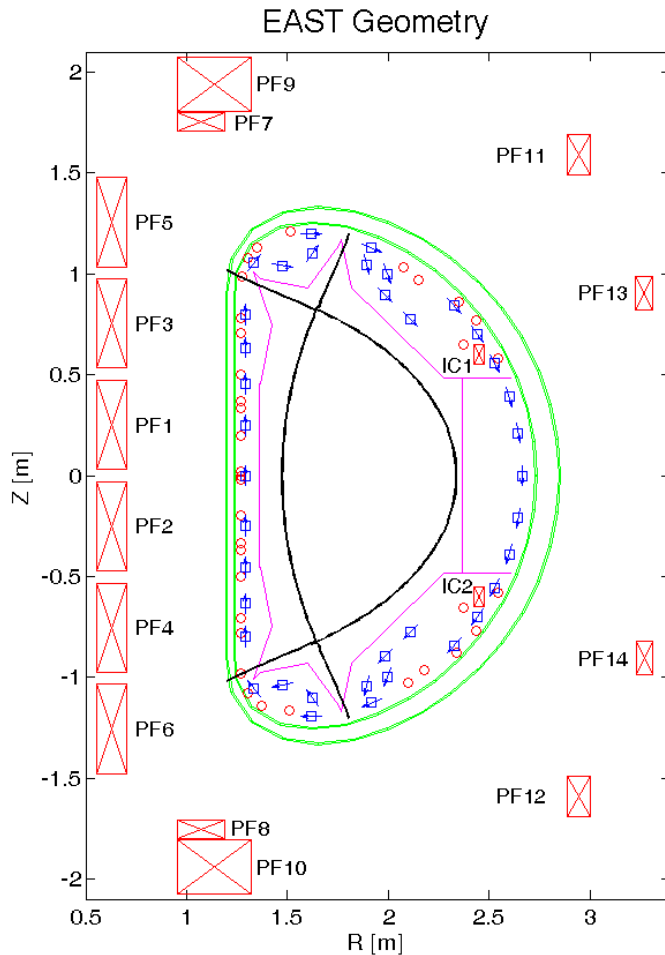 EAST Geometry
2
PF9
PF7
PF11
1.5
PF5
1
PF13
PF3
IC1
0.5
PF1
Z [m]
0
PF2
IC2
-0.5
PF4
PF14
-1
PF6
-1.5
PF12
PF8
PF10
-2
0.5
1
1.5
2
2.5
3
R [m]